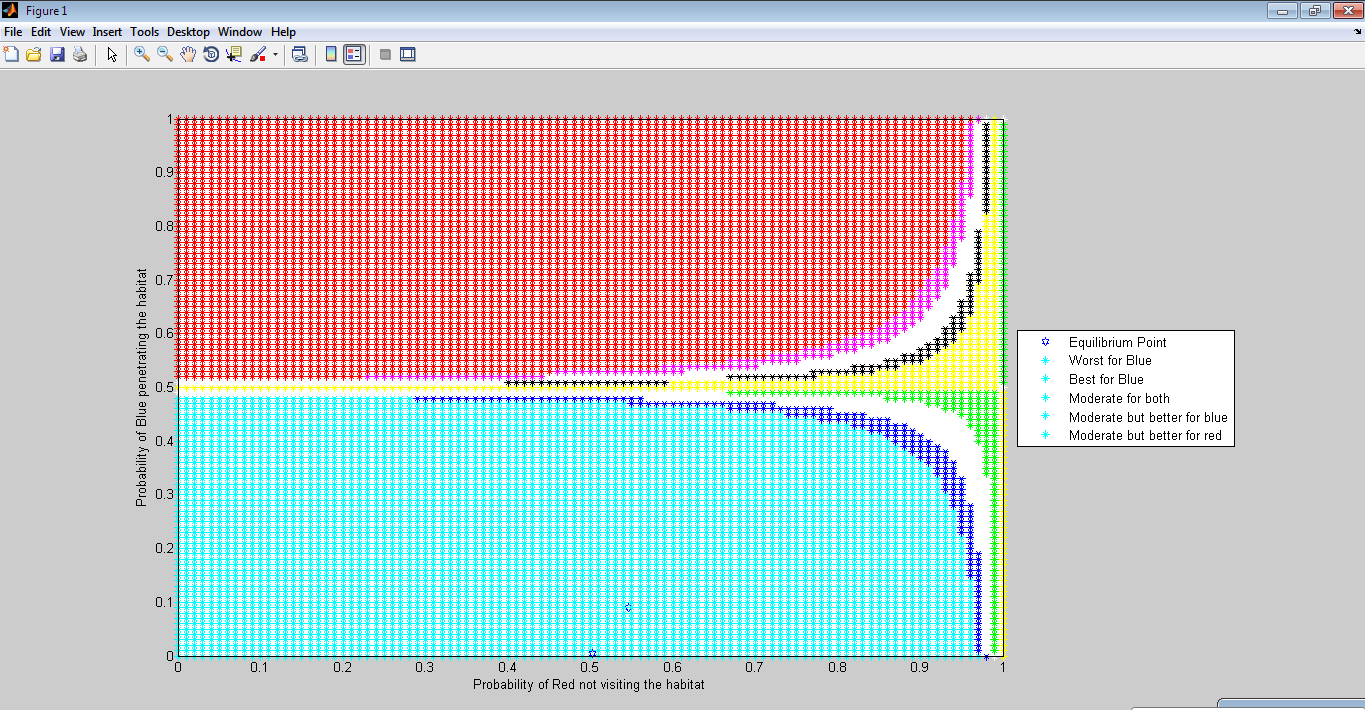 Figure 1
File Edit View Insert Tools Desktop Window Help
1
0.9
0.8
0.7
0.6
0.5
0.4
0.3
0.2
0.1
0
Probability of Blue penetrating the habitat
Equilibrium Point
Worst for Blue
Best for Blue
Moderate for both
Moderate but better for blue
Moderate but better for red
0 0.1 0.2 0.3 0.4 0.5 0.6 0.7 0.8 0.9 1
Probability of Red not visiting the habitat